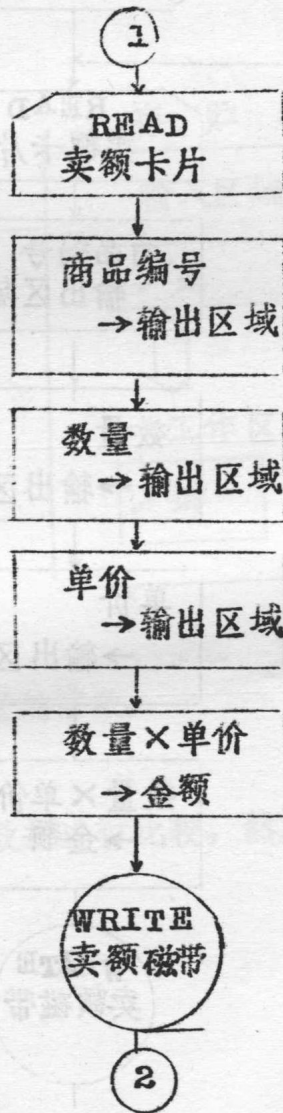 1
READ
卖额卡片
商品编号
→输出区域
数量
→输出区域
单价
→输出区域
数量×单价
→金额
WRITE
卖额磁带
2